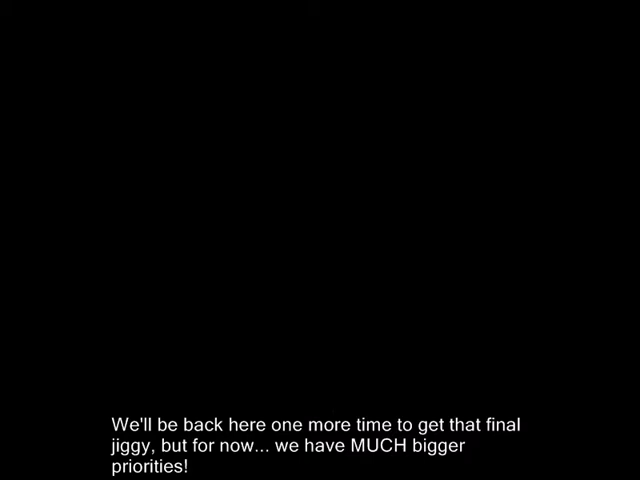 We'll be back here one more time to get that final
jiggy, but for now... we have MUCH bigger
priorities!